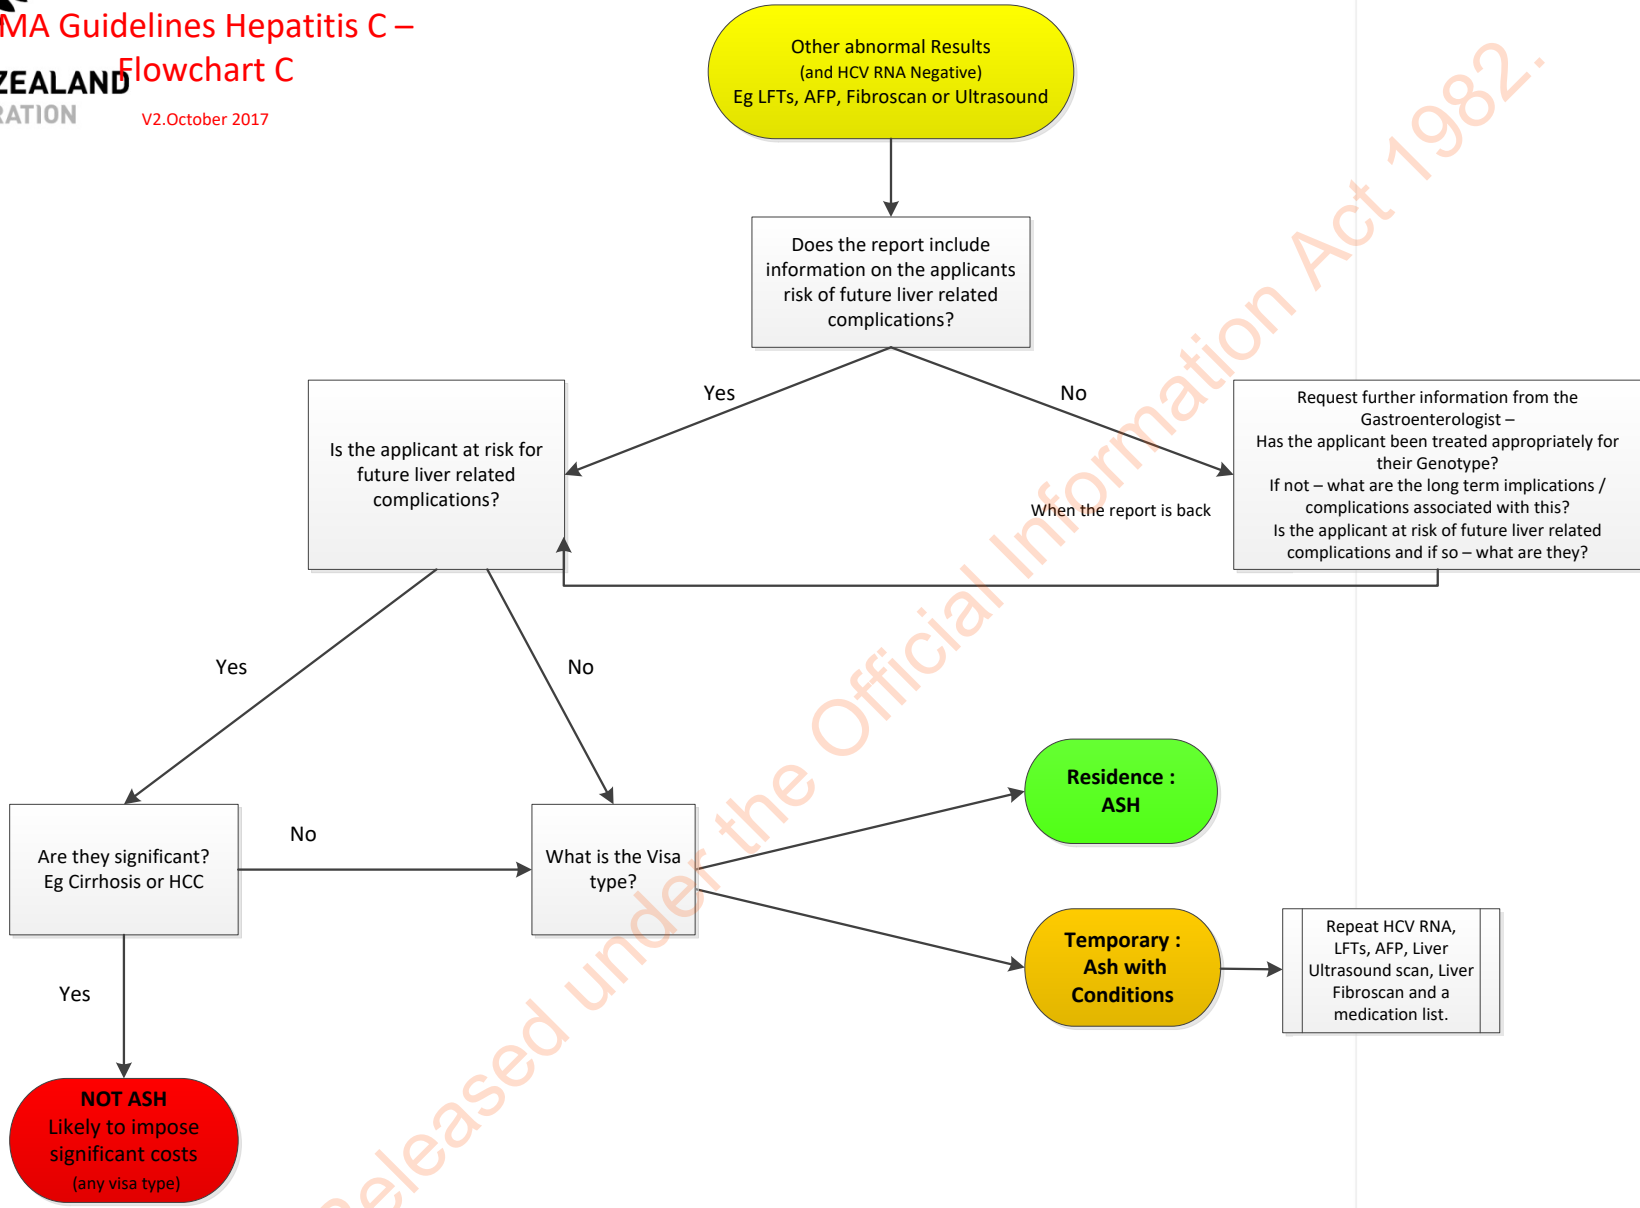 MA Guidelines Hepatitis C –
Flowchart C
ZEALAND
RATION
V2.October 2017
Other abnormal Results
(and HCV RNA Negative)
Eg LFTs, AFP, Fibroscan or Ultrasound
Does the report include
information on the applicants
risk of future liver related
complications?
Yes
No
Is the applicant at risk for
future liver related
complications?
Request further information from the
Gastroenterologist –
Has the applicant been treated appropriately for
their Genotype?
If not – what are the long term implications /
complications associated with this?
Is the applicant at risk of future liver related
complications and if so – what are they?
When the report is back
Yes
No
Are they significant?
Eg Cirrhosis or HCC
No
What is the Visa
type?
Residence :
ASH
Temporary :
Ash with
Conditions
Repeat HCV RNA,
LFTs, AFP, Liver
Ultrasound scan, Liver
Fibroscan and a
medication list.
Yes
NOT ASH
Likely to impose
significant costs
(any visa type)
Released under the Official Information Act 1982.